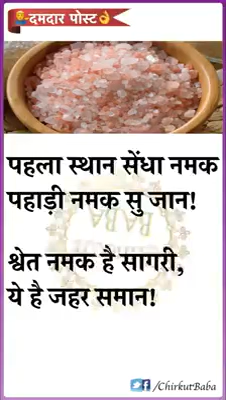 दमदार पोस्ट
पहला स्थान सेंधा नमक
पहाड़ी नमक सु जान!
श्वेत नमक है सागरी,
ये है जहर समान!
f /ChirkutBaba